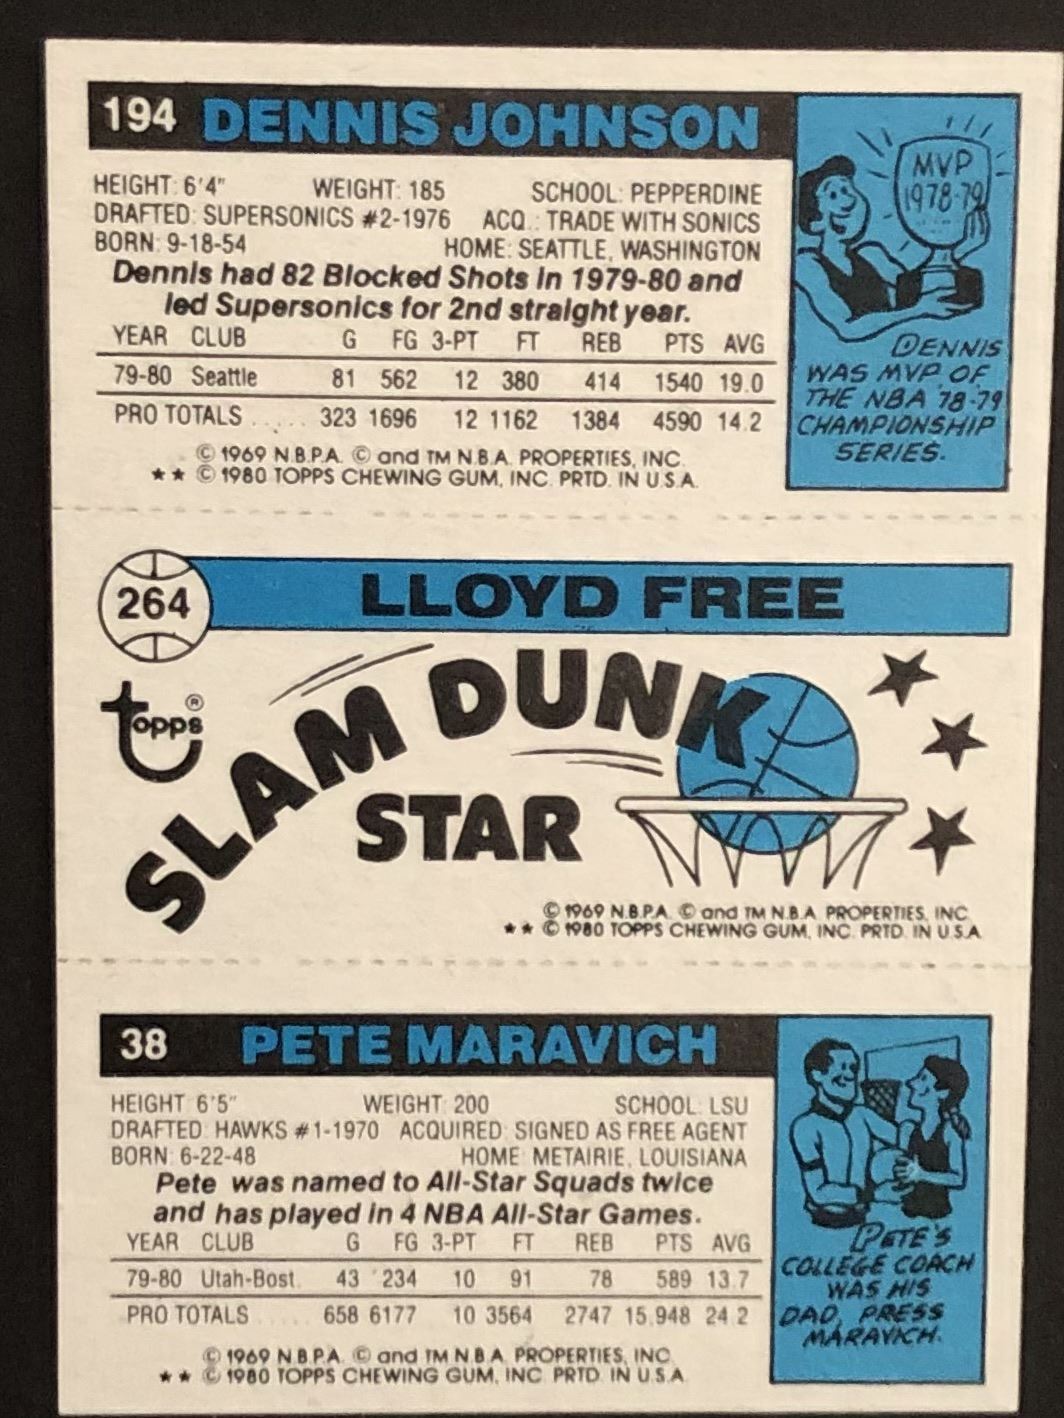 194 DENNIS JOHNSON
HEIGHT: 6'4" WEIGHT: 185 SCHOOL: PEPPERDINE
DRAFTED: SUPERSONICS #2-1976 ACQ.: TRADE WITH SONICS
BORN: 9-18-54 HOME: SEATTLE, WASHINGTON
Dennis had 82 Blocked Shots in 1979-80 and
led Supersonics for 2nd straight year.
YEAR CLUB G FG 3-PT FT REB PTS AVG
79-80 Seattle 81 562 12 380 414 1540 19.0
PRO TOTALS ..... 323 1696 12 1162 1384 4590 14.2
© 1969 N.B.P.A. © and TM N.B.A. PROPERTIES, INC.
★★ © 1980 TOPPS CHEWING GUM, INC. PRTD. IN U.S.A.
MVP
1978-79
DENNIS
WAS MVP OF
THE NBA 78-79
CHAMPIONSHIP
SERIES.
264 LLOYD FREE
topps®
SLAM DUNK
STAR
© 1969 N.B.P.A. © and TM N.B.A. PROPERTIES, INC.
★★ © 1980 TOPPS CHEWING GUM, INC. PRTD. IN U.S.A.
38 PETE MARAVICH
HEIGHT: 6'5" WEIGHT: 200 SCHOOL: LSU
DRAFTED: HAWKS #1-1970 ACQUIRED: SIGNED AS FREE AGENT
BORN: 6-22-48 HOME: METAIRIE, LOUISIANA
Pete was named to All-Star Squads twice
and has played in 4 NBA All-Star Games.
YEAR CLUB G FG 3-PT FT REB PTS AVG
79-80 Utah-Bost. 43 234 10 91 78 589 13.7
PRO TOTALS ..... 658 6177 10 3564 2747 15,948 24.2
© 1969 N.B.P.A. © and TM N.B.A. PROPERTIES, INC.
★★ © 1980 TOPPS CHEWING GUM, INC. PRTD. IN U.S.A.
PETE'S
COLLEGE COACH
WAS HIS
DAD, PRESS
MARAVICH.